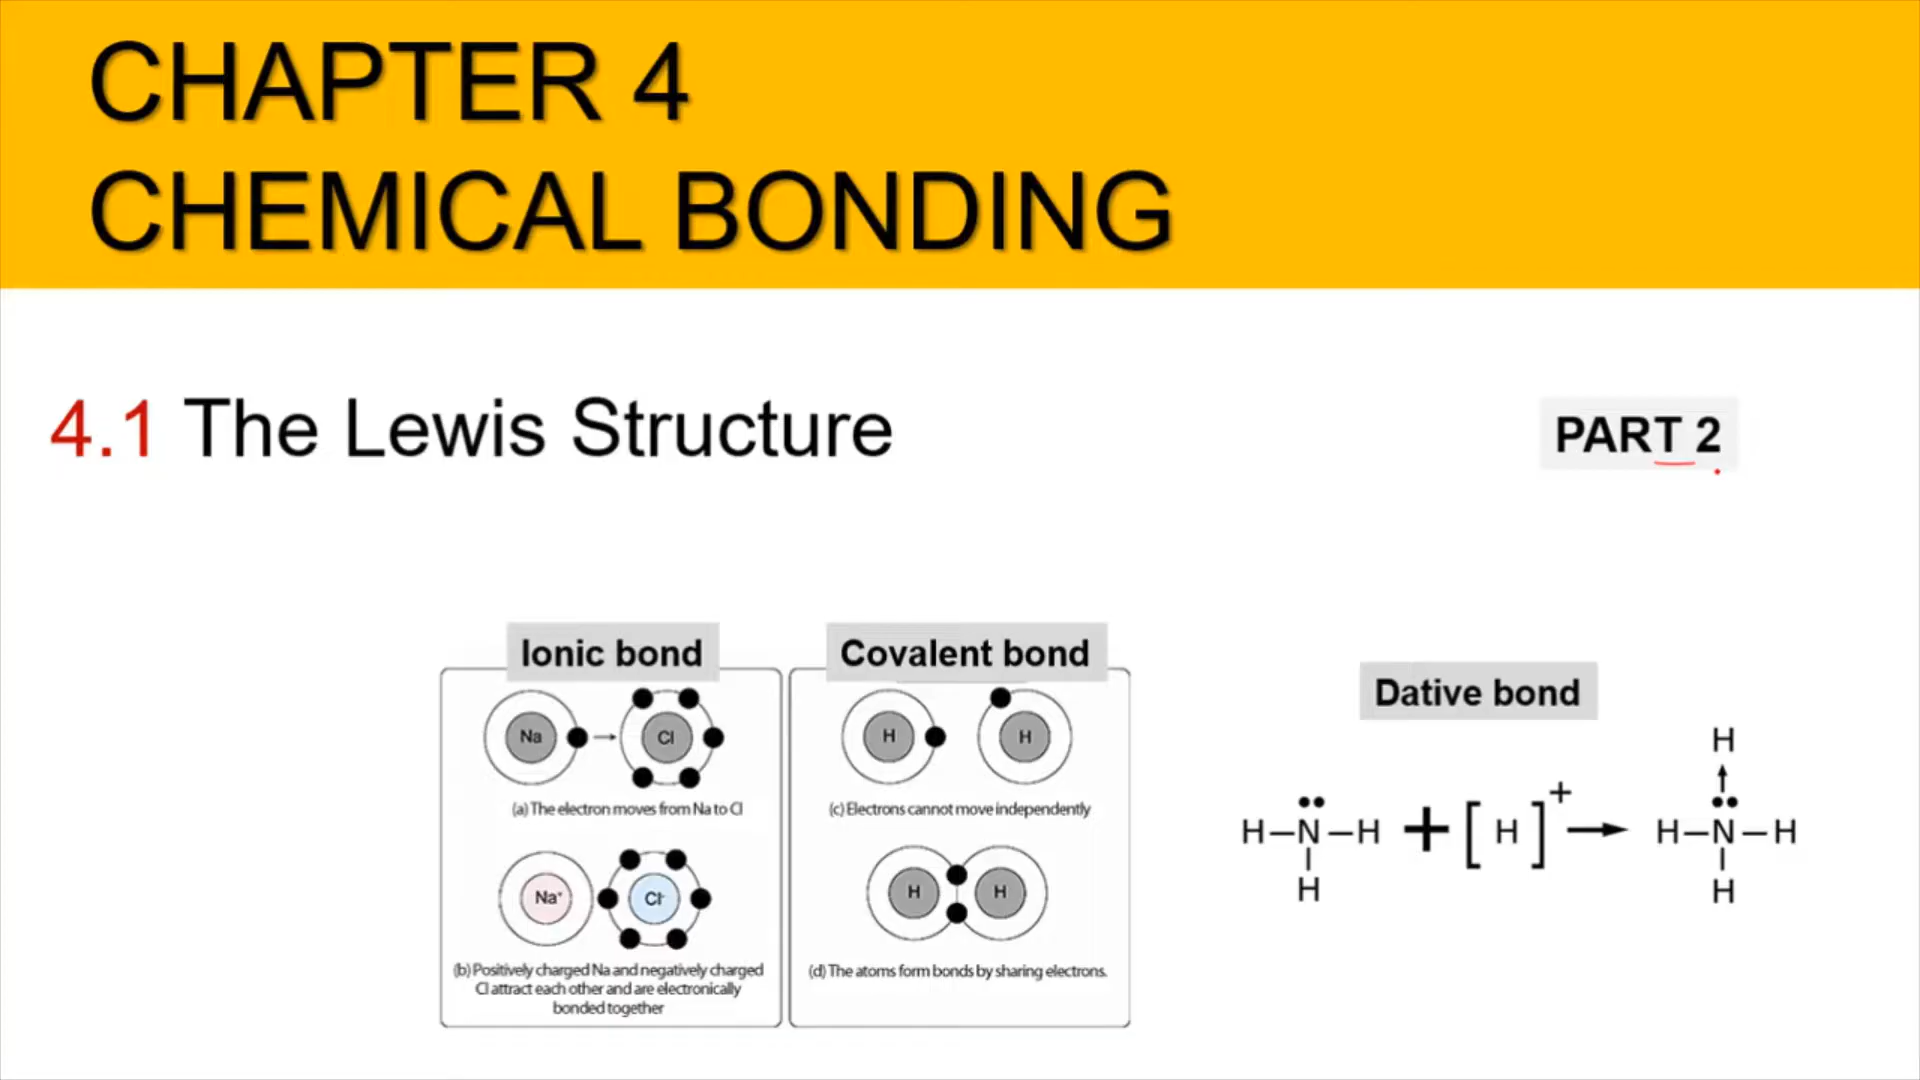 CHAPTER 4
CHEMICAL BONDING
4.1 The Lewis Structure
PART 2
Ionic bond
Na
Cl
(a) The electron moves from Na to Cl
Na⁺
Cl⁻
(b) Positively charged Na and negatively charged
Cl attract each other and are electronically
bonded together
Covalent bond
H
H
(c) Electrons cannot move independently
H
H
(d) The atoms form bonds by sharing electrons.
Dative bond
H
H–N–H + [H]⁺ → H–N–H
H
H